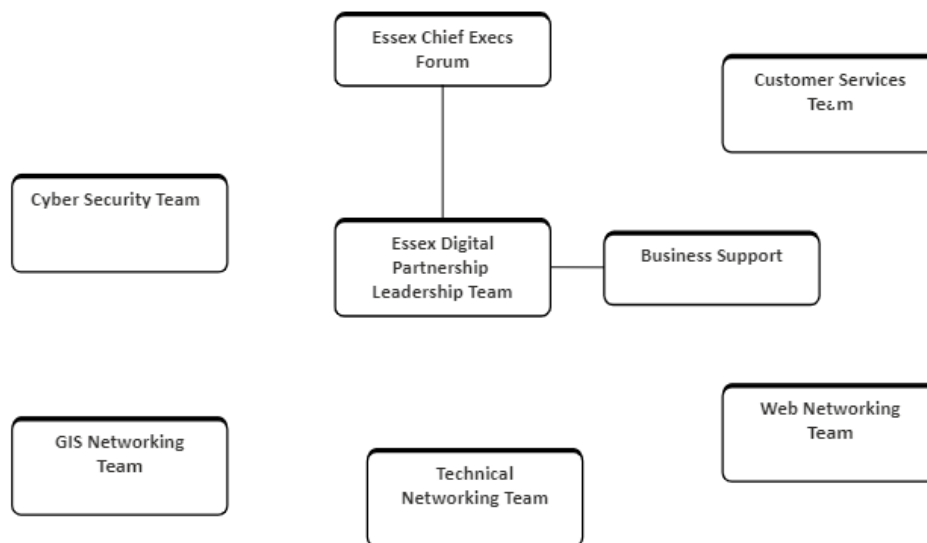 Essex Chief Execs
Forum
Customer Services
Team
Cyber Security Team
Essex Digital
Partnership
Leadership Team
Business Support
GIS Networking
Team
Technical
Networking Team
Web Networking
Team